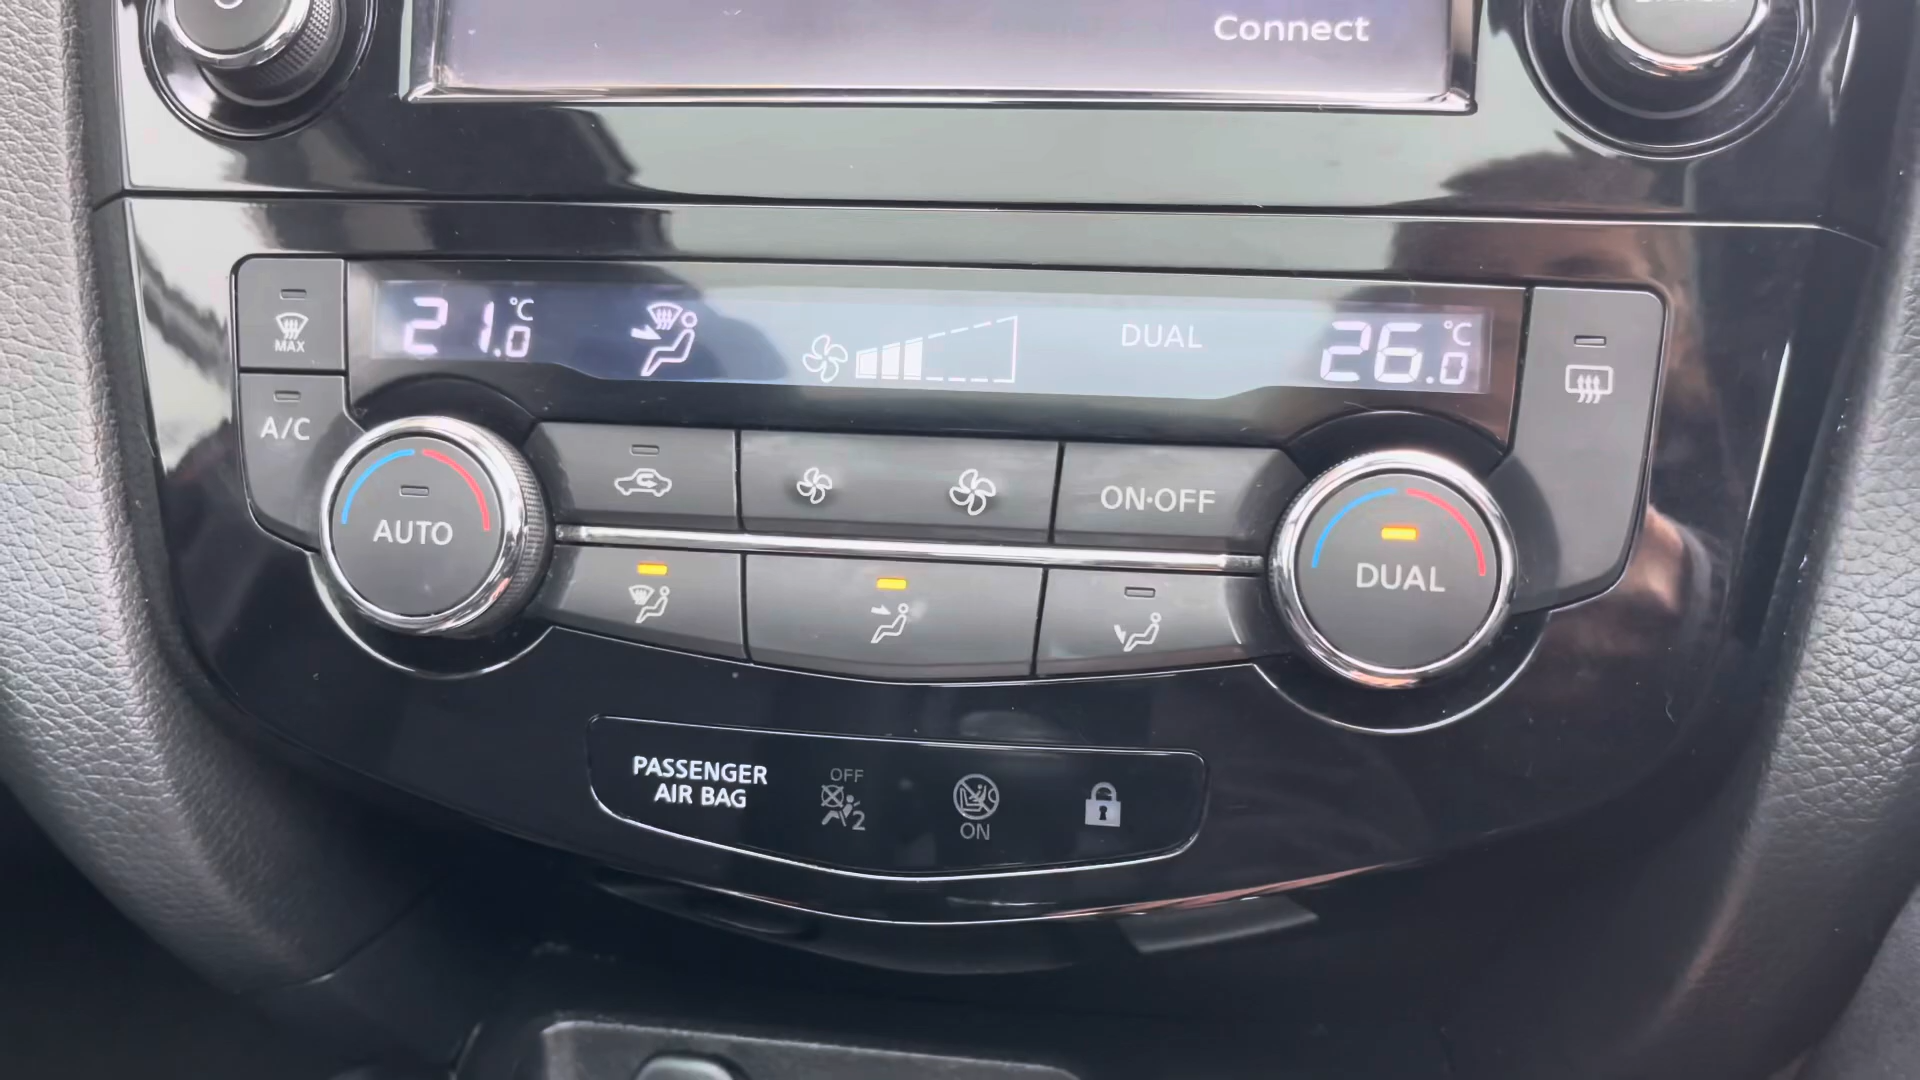 Connect
21.0°C
DUAL
26.0°C
MAX
A/C
AUTO
ON·OFF
DUAL
PASSENGER
AIR BAG
OFF
2
ON